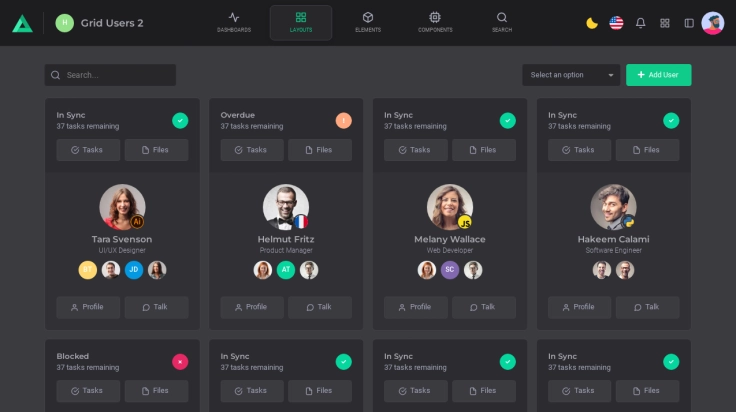 H Grid Users 2
DASHBOARDS LAYOUTS ELEMENTS COMPONENTS SEARCH
Search...
Select an option
Add User
In Sync
37 tasks remaining
Tasks Files
Tara Svenson
UI/UX Designer
Ai
BT JD
Profile Talk
Overdue
37 tasks remaining
Tasks Files
Helmut Fritz
Product Manager
AT
Profile Talk
In Sync
37 tasks remaining
Tasks Files
JS
Melany Wallace
Web Developer
SC
Profile Talk
In Sync
37 tasks remaining
Tasks Files
Hakeem Calami
Software Engineer
Profile Talk
Blocked
37 tasks remaining
Tasks Files
In Sync
37 tasks remaining
Tasks Files
In Sync
37 tasks remaining
Tasks Files
In Sync
37 tasks remaining
Tasks Files